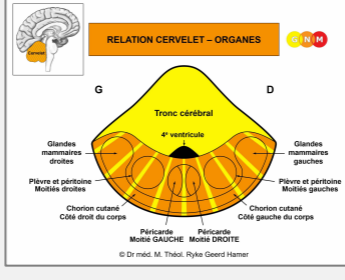 RELATION CERVELET – ORGANES
G N M
Cervelet
G
D
Tronc cérébral
4e ventricule
Glandes
mammaires
droites
Glandes
mammaires
gauches
Plèvre et péritoine
Moitiés droites
Plèvre et péritoine
Moitiés gauches
Chorion cutané
Côté droit du corps
Chorion cutané
Côté gauche du corps
Péricarde
Moitié GAUCHE
Péricarde
Moitié DROITE
© Dr méd. M. Théol. Ryke Geerd Hamer